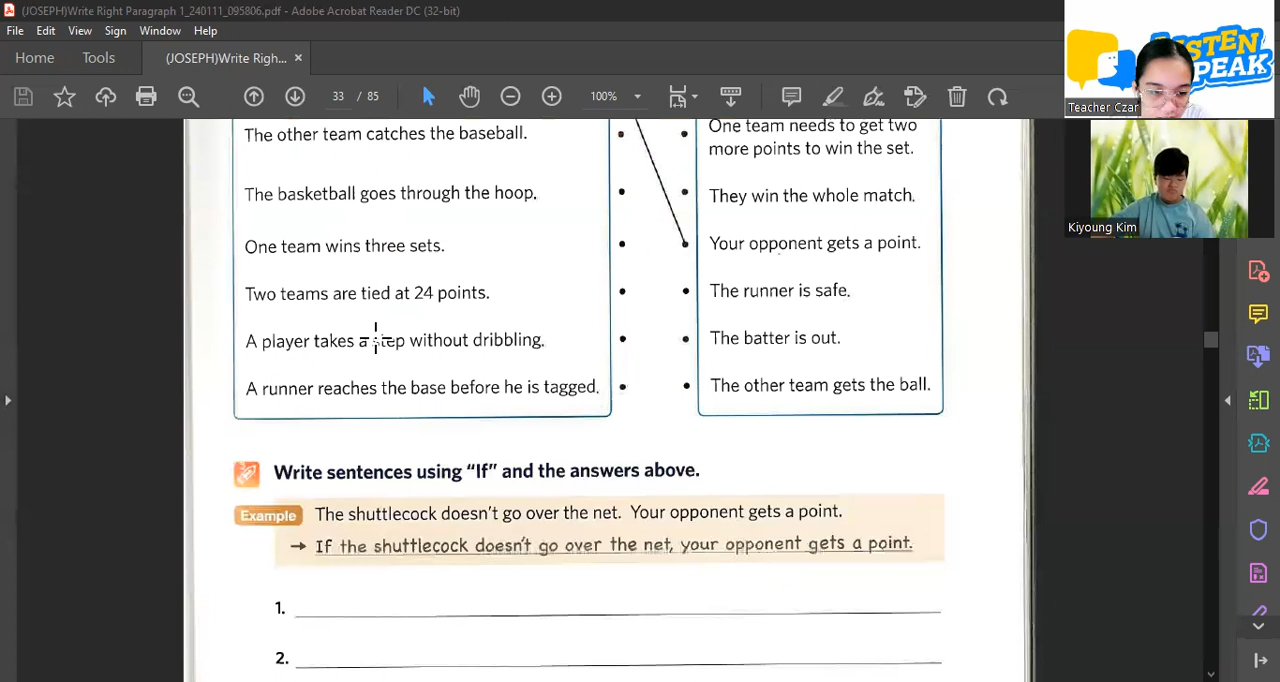 (JOSEPH)Write Right Paragraph 1_240111_095806.pdf - Adobe Acrobat Reader DC (32-bit)
File Edit View Sign Window Help
Home Tools (JOSEPH)Write Righ... ×
33 / 85 100%
LISTEN
SPEAK
Teacher Czar
Kiyoung Kim
The other team catches the baseball.
The basketball goes through the hoop.
One team wins three sets.
Two teams are tied at 24 points.
A player takes a step without dribbling.
A runner reaches the base before he is tagged.
One team needs to get two
more points to win the set.
They win the whole match.
Your opponent gets a point.
The runner is safe.
The batter is out.
The other team gets the ball.
Write sentences using “If” and the answers above.
Example The shuttlecock doesn't go over the net. Your opponent gets a point.
→ If the shuttlecock doesn't go over the net, your opponent gets a point.
1.
2.